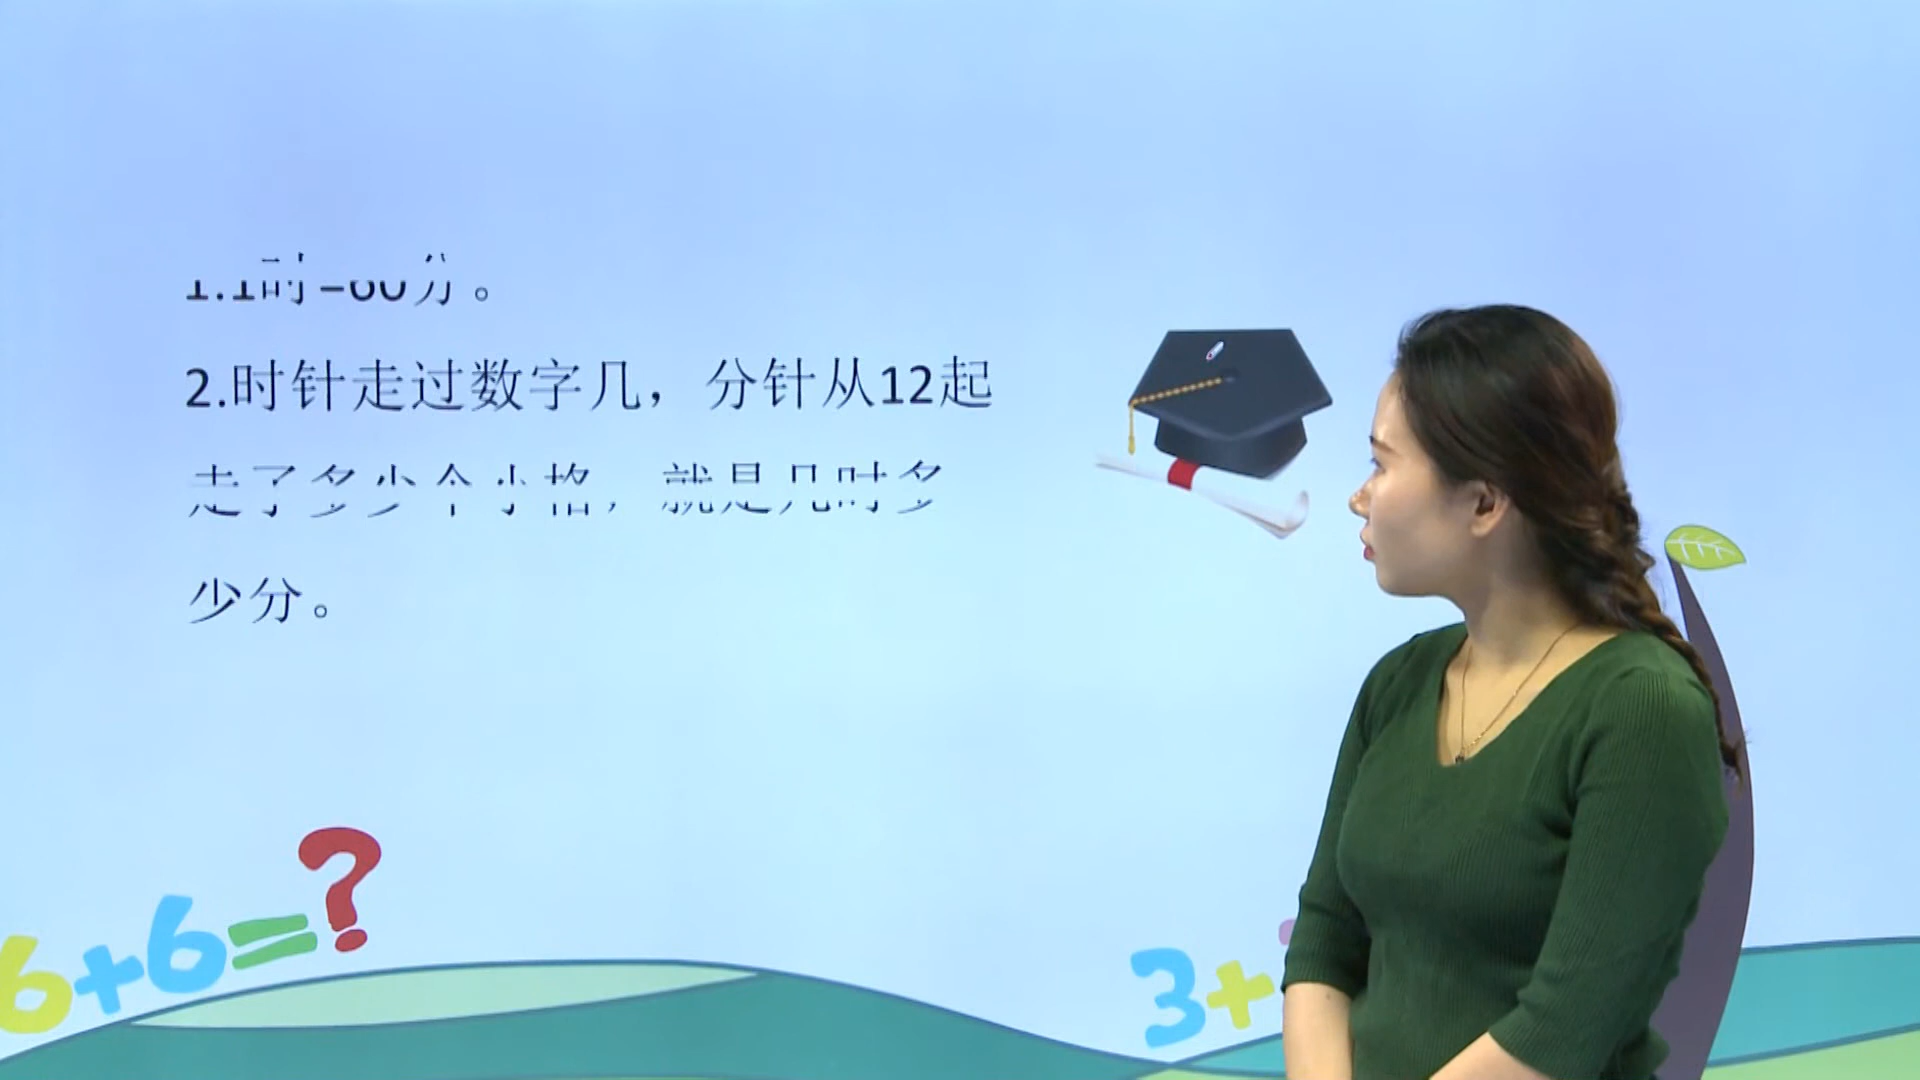 1.1时=60分。
2.时针走过数字几，分针从12起
走了多少个小格，就是几时多
少分。
6+6=?
3+